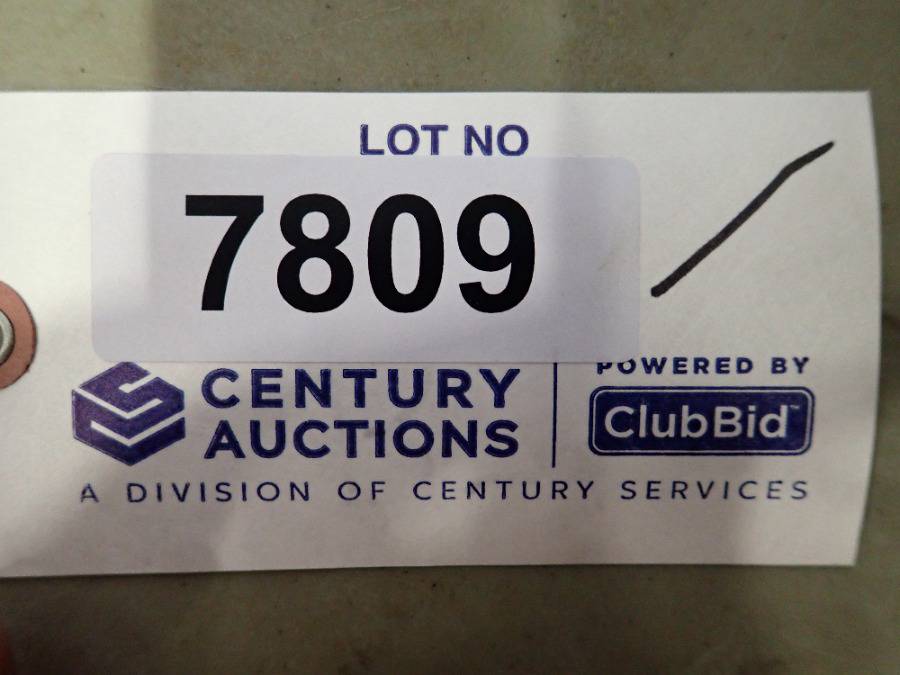 LOT NO
7809
CENTURY
AUCTIONS
POWERED BY
ClubBid™
A DIVISION OF CENTURY SERVICES